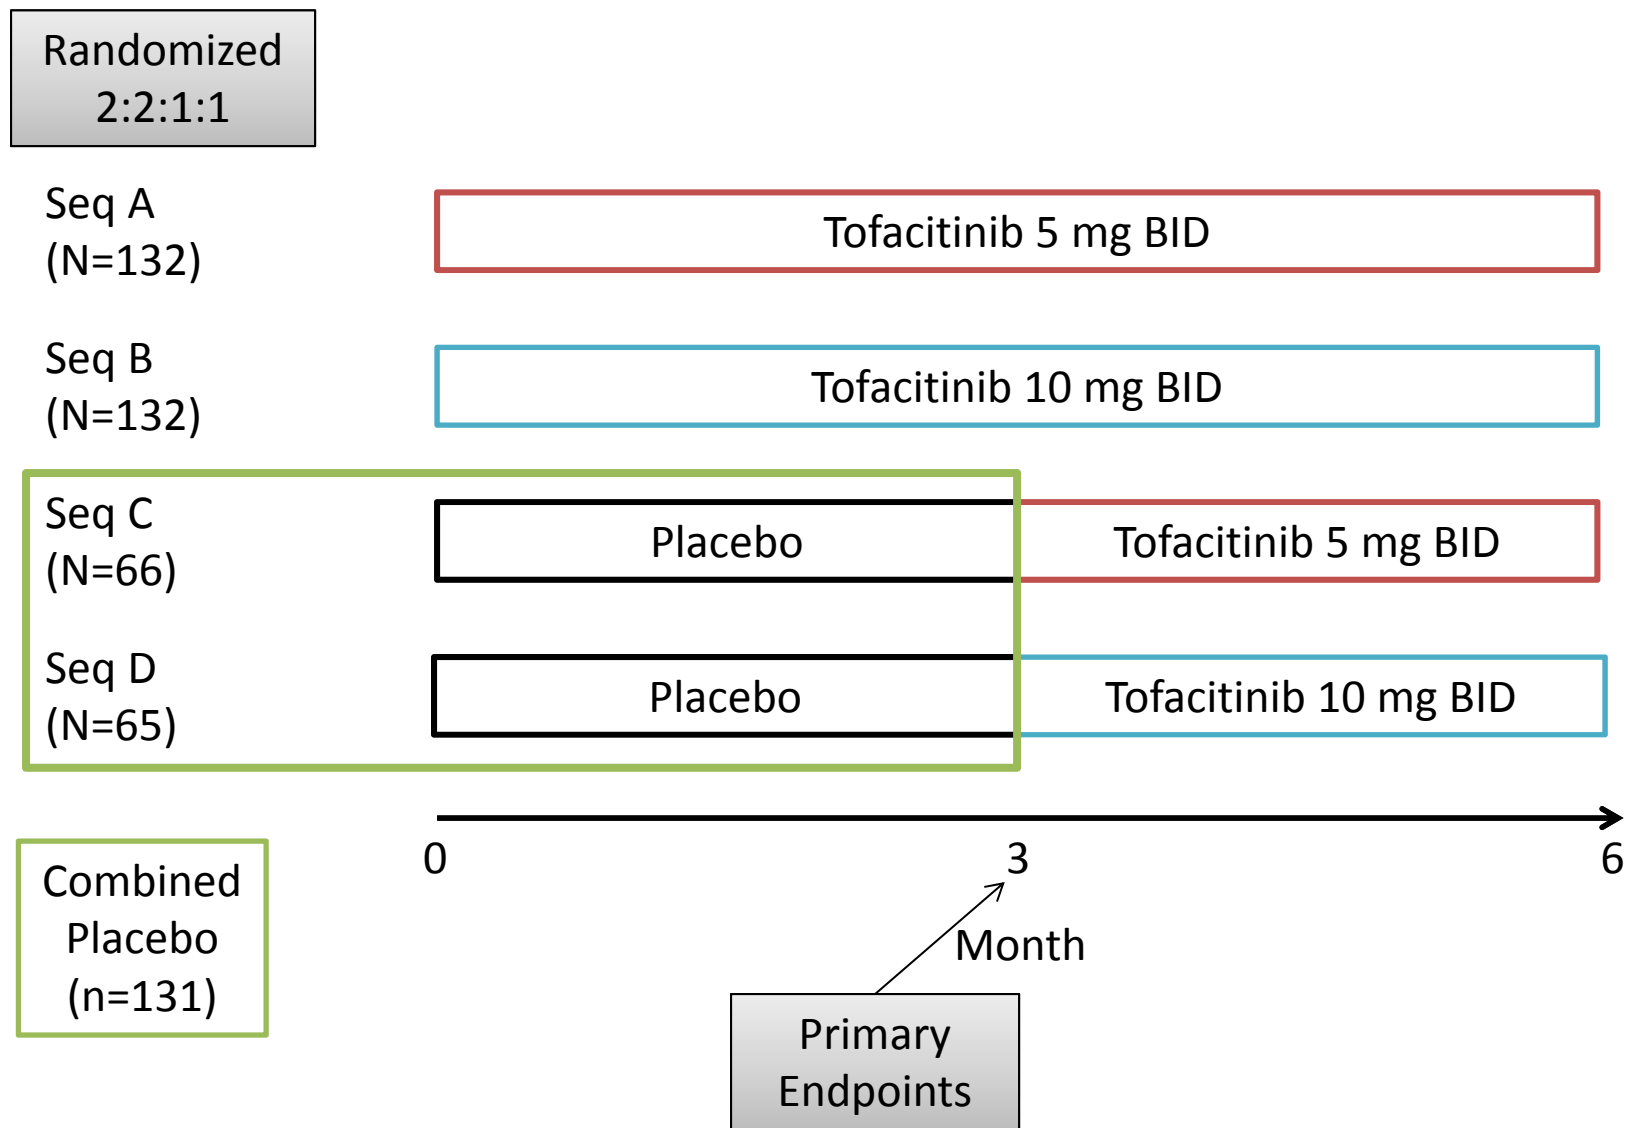 Randomized
2:2:1:1
Seq A
(N=132)
Tofacitinib 5 mg BID
Seq B
(N=132)
Tofacitinib 10 mg BID
Seq C
(N=66)
Placebo
Tofacitinib 5 mg BID
Seq D
(N=65)
Placebo
Tofacitinib 10 mg BID
0
3
6
Month
Combined
Placebo
(n=131)
Primary
Endpoints